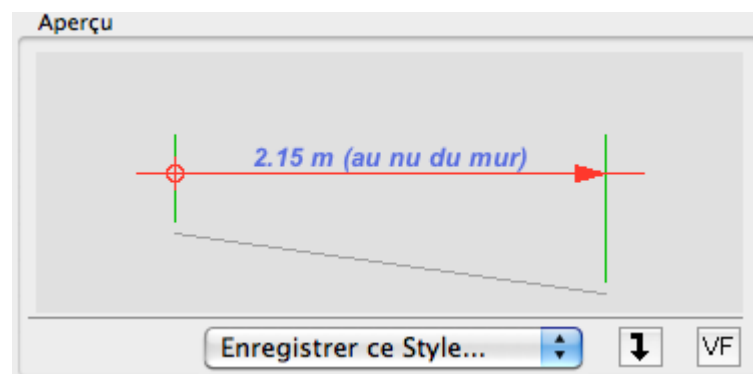 Aperçu
2.15 m (au nu du mur)
Enregistrer ce Style...
VF